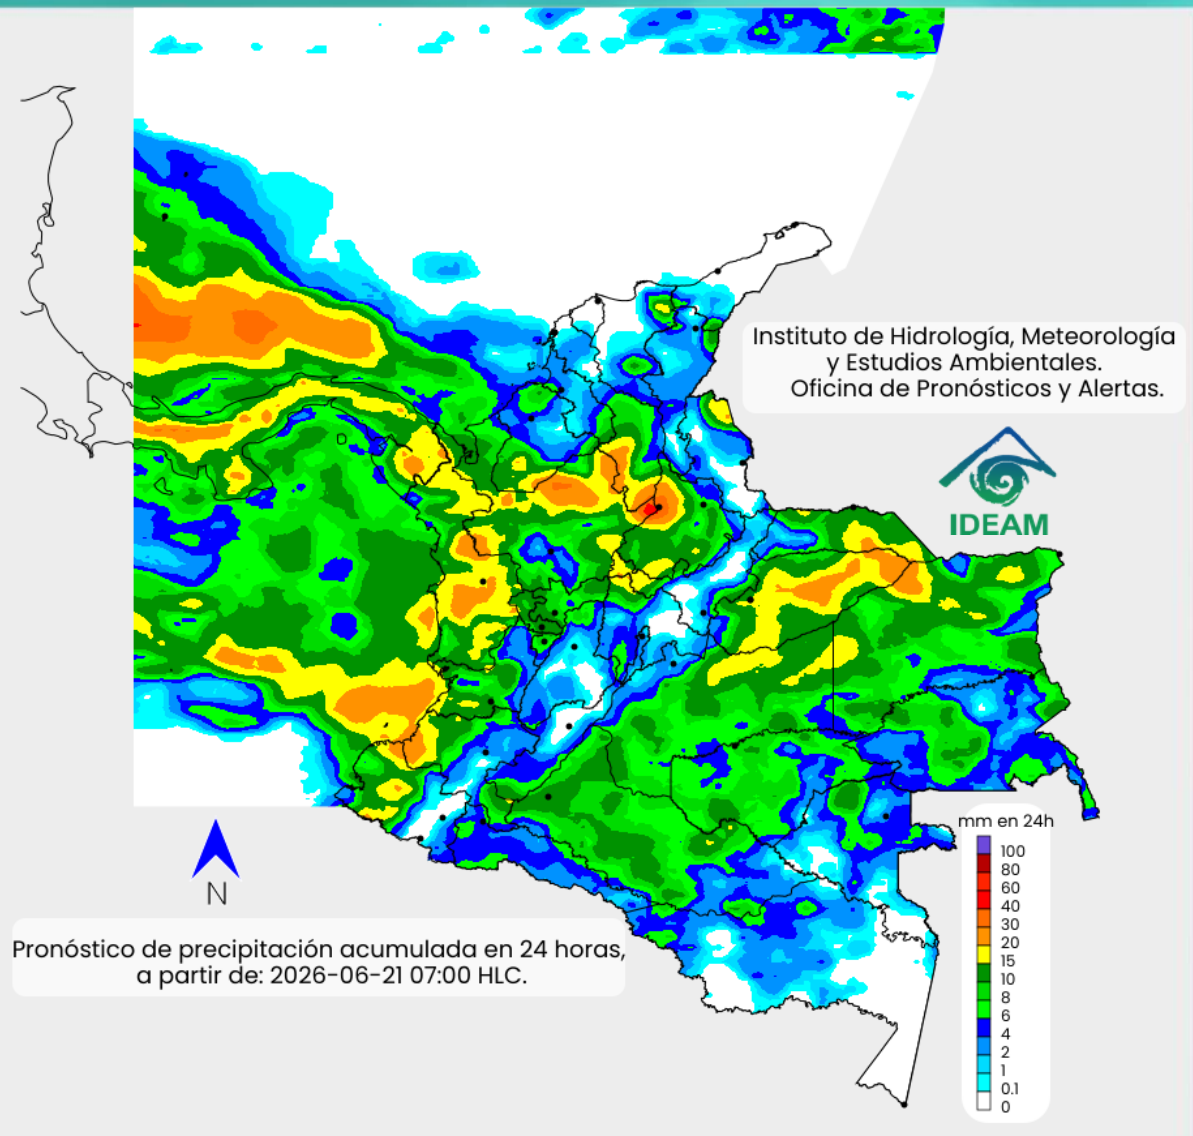 Instituto de Hidrología, Meteorología
y Estudios Ambientales.
Oficina de Pronósticos y Alertas.
IDEAM
mm en 24h
100
80
60
40
30
20
15
10
8
6
4
2
1
0.1
0
N
Pronóstico de precipitación acumulada en 24 horas,
a partir de: 2026-06-21 07:00 HLC.